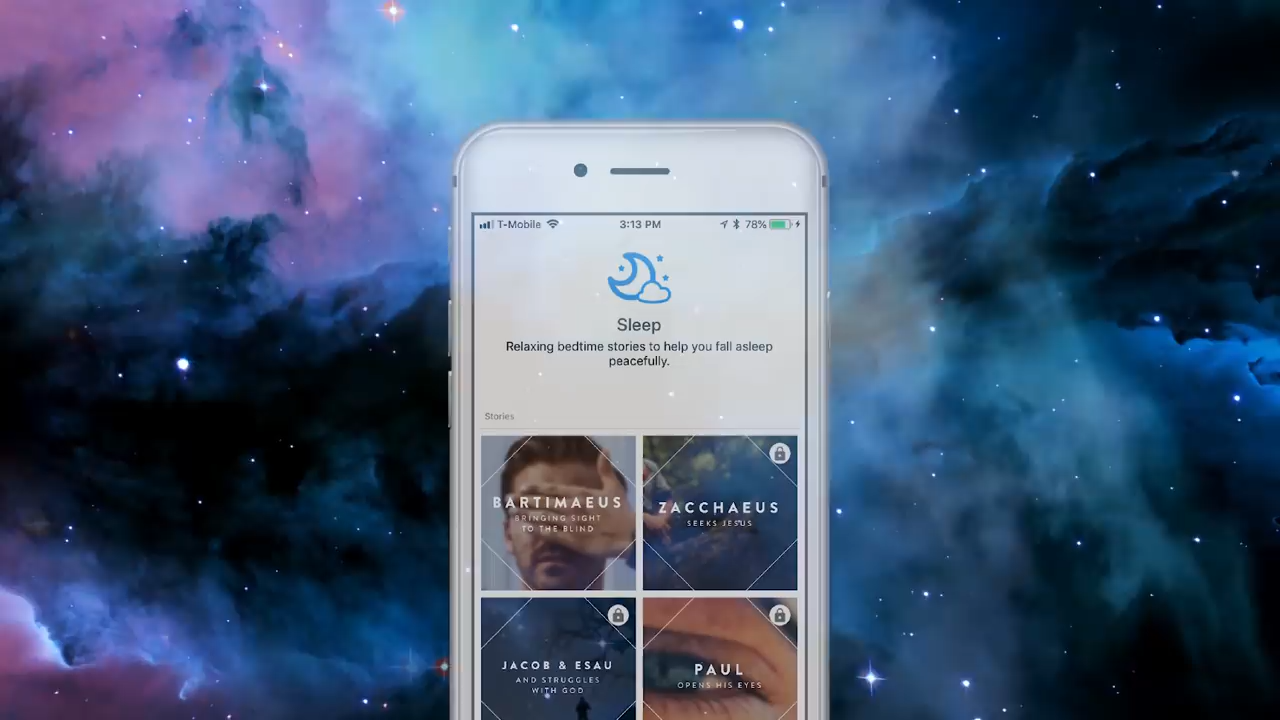 T-Mobile 3:13 PM 78%
Sleep
Relaxing bedtime stories to help you fall asleep
peacefully.
Stories
BARTIMAEUS
BRINGING SIGHT
TO THE BLIND
ZACCHAEUS
SEEKS JESUS
JACOB & ESAU
AND STRUGGLES
WITH GOD
PAUL
OPENS HIS EYES